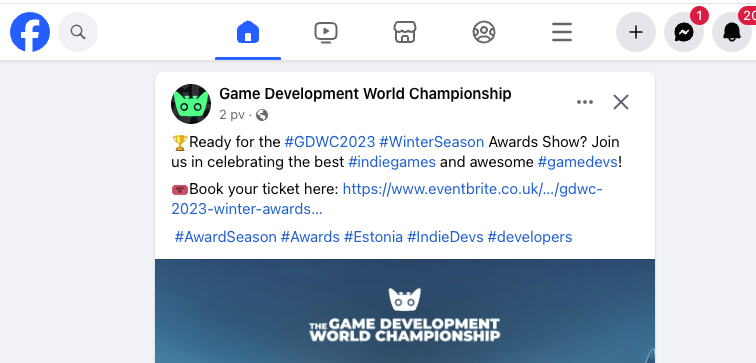 1
20
Game Development World Championship
2 pv ·
Ready for the #GDWC2023 #WinterSeason Awards Show? Join
us in celebrating the best #indiegames and awesome #gamedevs!
Book your ticket here: https://www.eventbrite.co.uk/.../gdwc-
2023-winter-awards...
#AwardSeason #Awards #Estonia #IndieDevs #developers
THE GAME DEVELOPMENT
WORLD CHAMPIONSHIP